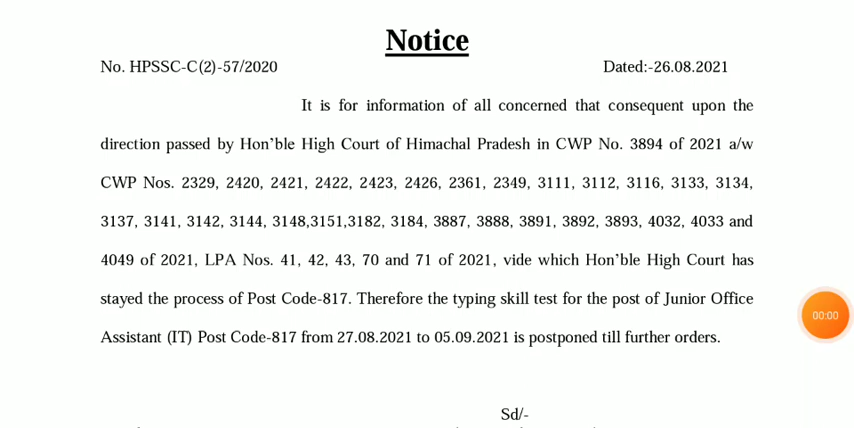 Notice
No. HPSSC-C(2)-57/2020 Dated:-26.08.2021
It is for information of all concerned that consequent upon the
direction passed by Hon’ble High Court of Himachal Pradesh in CWP No. 3894 of 2021 a/w
CWP Nos. 2329, 2420, 2421, 2422, 2423, 2426, 2361, 2349, 3111, 3112, 3116, 3133, 3134,
3137, 3141, 3142, 3144, 3148,3151,3182, 3184, 3887, 3888, 3891, 3892, 3893, 4032, 4033 and
4049 of 2021, LPA Nos. 41, 42, 43, 70 and 71 of 2021, vide which Hon’ble High Court has
stayed the process of Post Code-817. Therefore the typing skill test for the post of Junior Office
Assistant (IT) Post Code-817 from 27.08.2021 to 05.09.2021 is postponed till further orders.
00:00
Sd/-